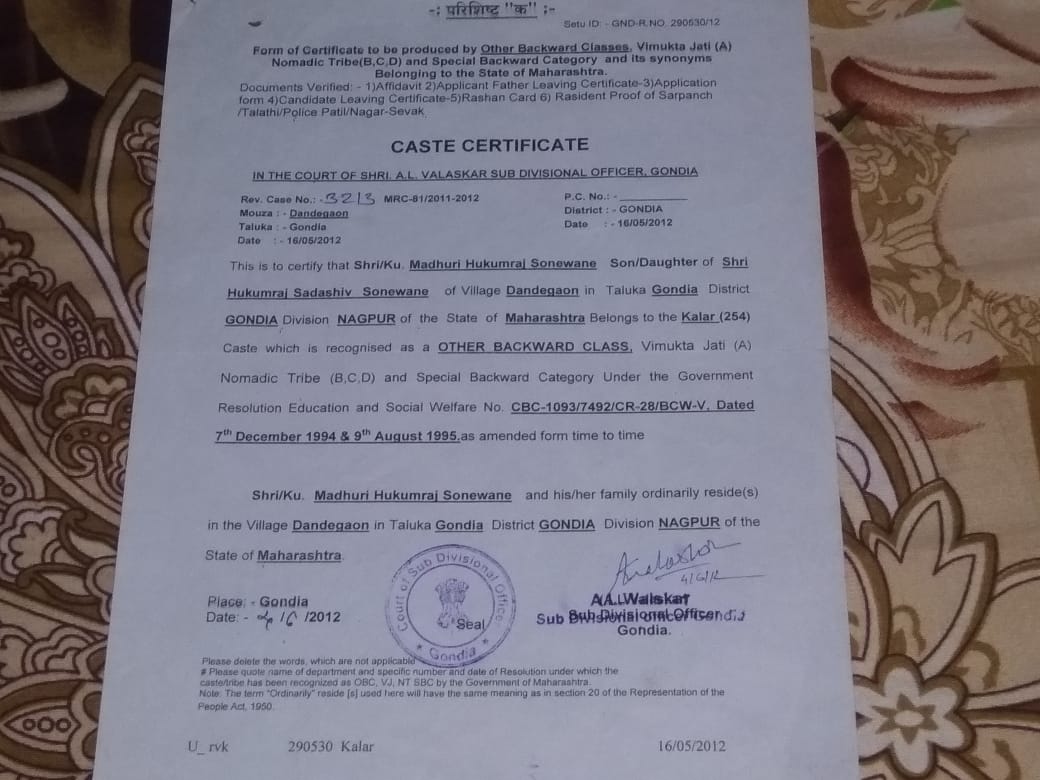 -: परिशिष्ट "क" :-
Setu ID: - GND-R.NO. 290530/12
Form of Certificate to be produced by Other Backward Classes, Vimukta Jati (A)
Nomadic Tribe(B,C,D) and Special Backward Category and its synonyms
Belonging to the State of Maharashtra.
Documents Verified: - 1)Affidavit 2)Applicant Father Leaving Certificate-3)Application
form 4)Candidate Leaving Certificate-5)Rashan Card 6) Rasident Proof of Sarpanch
/Talathi/Police Patil/Nagar-Sevak
CASTE CERTIFICATE
IN THE COURT OF SHRI. A.L. VALASKAR SUB DIVISIONAL OFFICER, GONDIA
Rev. Case No.: - 3213 MRC-81/2011-2012
P.C. No.: -
Mouza : - Dandegaon
District : - GONDIA
Taluka : - Gondia
Date : - 16/05/2012
Date : - 16/05/2012
This is to certify that Shri/Ku. Madhuri Hukumraj Sonewane Son/Daughter of Shri
Hukumraj Sadashiv Sonewane of Village Dandegaon in Taluka Gondia District
GONDIA Division NAGPUR of the State of Maharashtra Belongs to the Kalar (254)
Caste which is recognised as a OTHER BACKWARD CLASS, Vimukta Jati (A)
Nomadic Tribe (B,C,D) and Special Backward Category Under the Government
Resolution Education and Social Welfare No. CBC-1093/7492/CR-28/BCW-V, Dated
7th December 1994 & 9th August 1995,as amended form time to time
Shri/Ku. Madhuri Hukumraj Sonewane and his/her family ordinarily reside(s)
in the Village Dandegaon in Taluka Gondia District GONDIA Division NAGPUR of the
State of Maharashtra.
Court of Sub Divisional Officer
* Gondia *
Seal
4/6/12
Place: - Gondia
Date: - /6 /2012
Sub Divisional Officer Gondia
Gondia.
Please delete the words, which are not applicable
# Please quote name of department and specific number and date of Resolution under which the
caste/tribe has been recognized as OBC, VJ, NT SBC by the Government of Maharashtra.
Note: The term "Ordinarily" reside [s] used here will have the same meaning as in section 20 of the Representation of the
People Act, 1950.
U_ rvk 290530 Kalar 16/05/2012